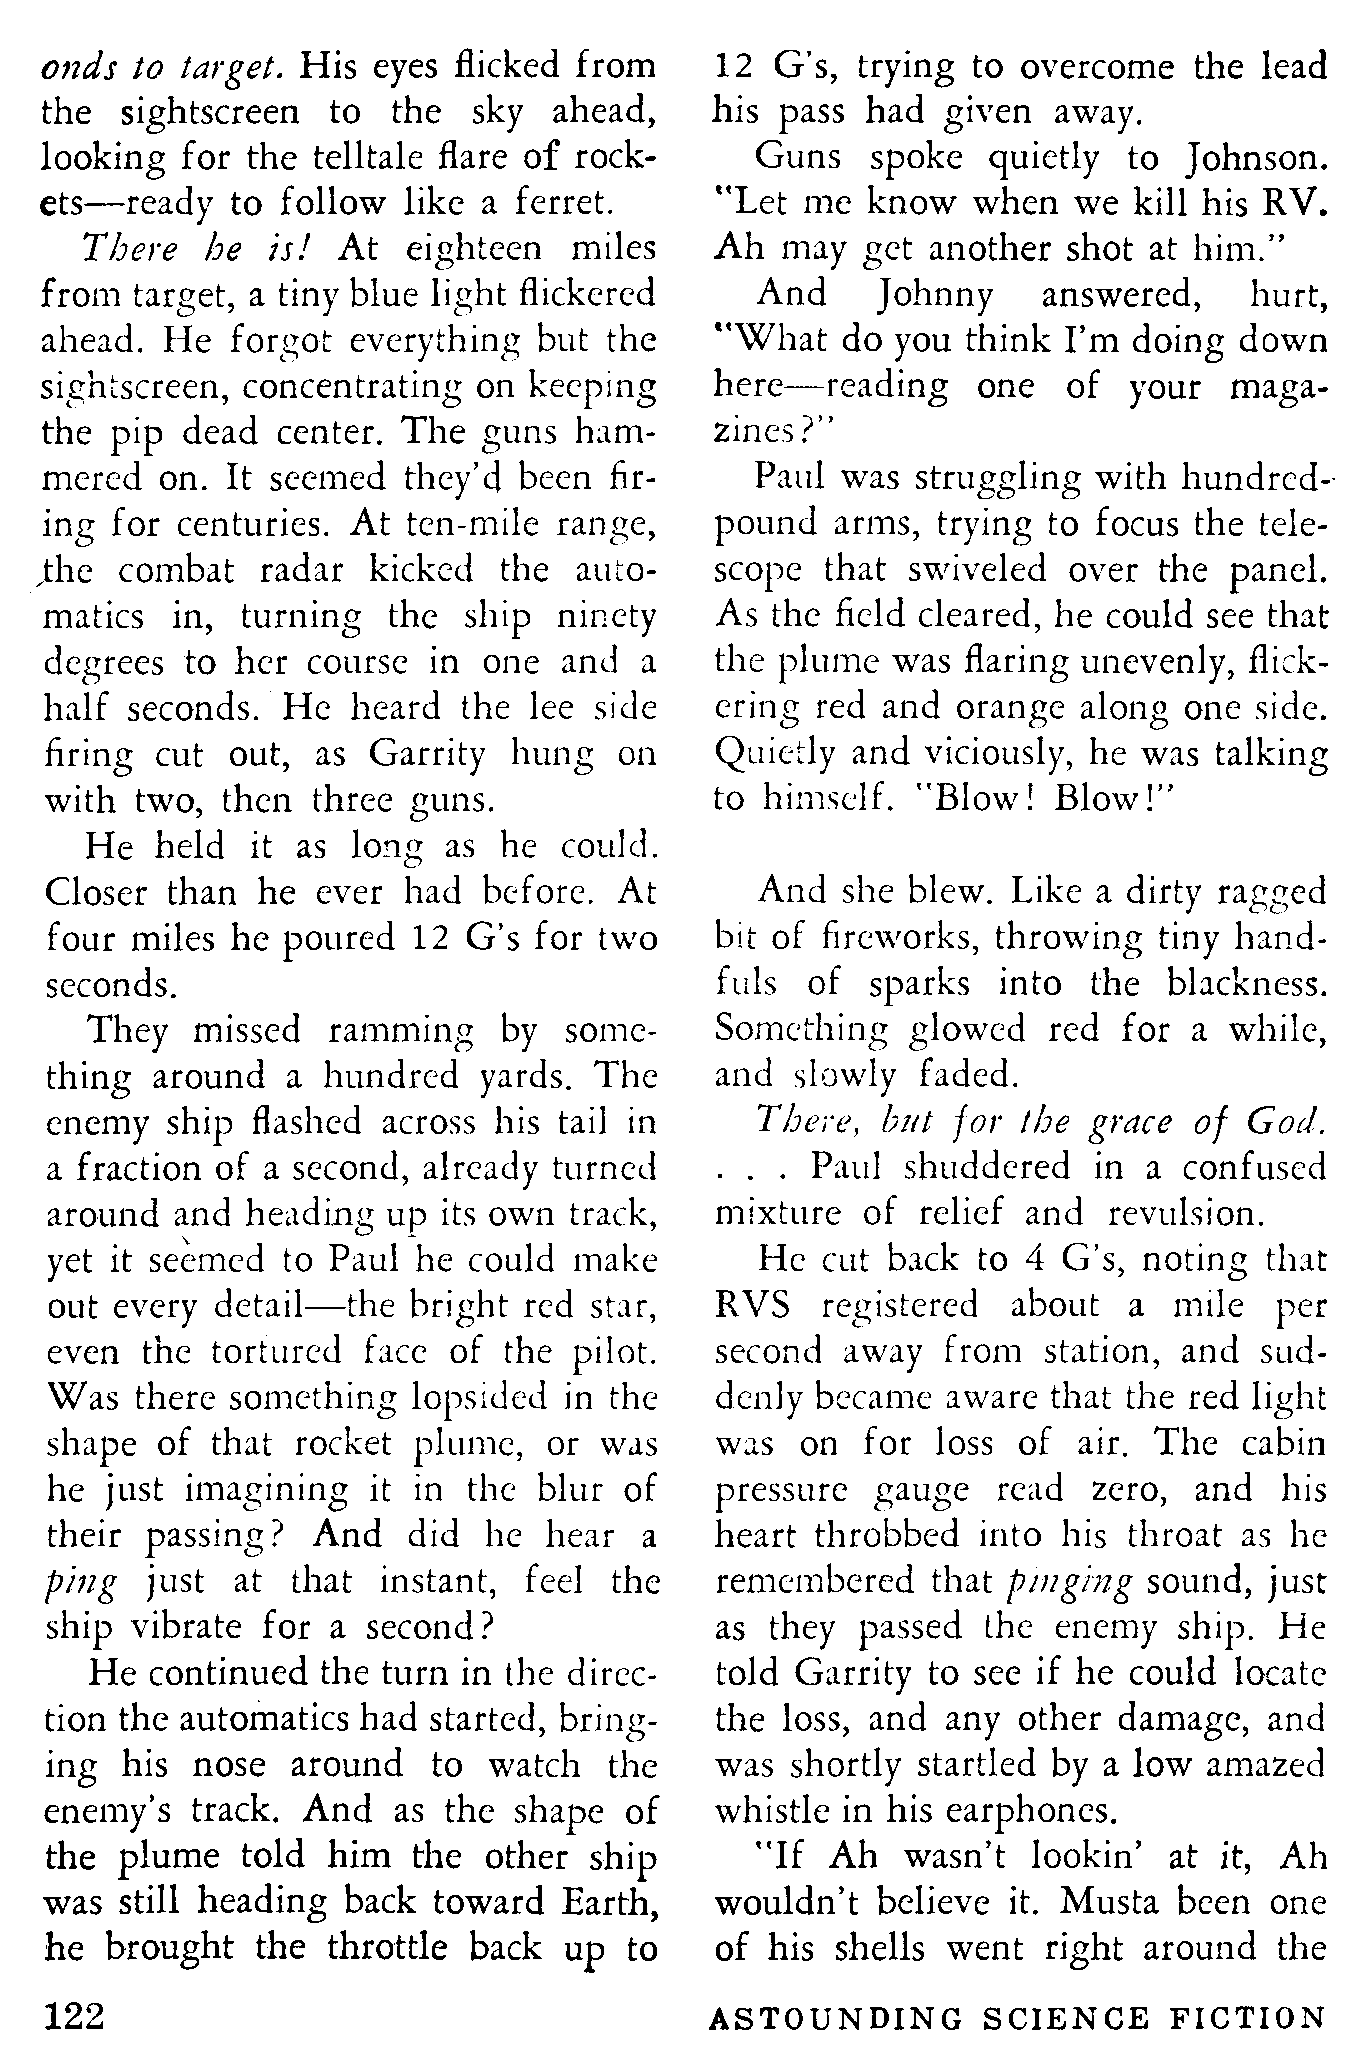 onds to target. His eyes flicked from
the sightscreen to the sky ahead,
looking for the telltale flare of rock-
ets—ready to follow like a ferret.
There he is! At eighteen miles
from target, a tiny blue light flickered
ahead. He forgot everything but the
sightscreen, concentrating on keeping
the pip dead center. The guns ham-
mered on. It seemed they'd been fir-
ing for centuries. At ten-mile range,
the combat radar kicked the auto-
matics in, turning the ship ninety
degrees to her course in one and a
half seconds. He heard the lee side
firing cut out, as Garrity hung on
with two, then three guns.
He held it as long as he could.
Closer than he ever had before. At
four miles he poured 12 G's for two
seconds.
They missed ramming by some-
thing around a hundred yards. The
enemy ship flashed across his tail in
a fraction of a second, already turned
around and heading up its own track,
yet it seemed to Paul he could make
out every detail—the bright red star,
even the tortured face of the pilot.
Was there something lopsided in the
shape of that rocket plume, or was
he just imagining it in the blur of
their passing? And did he hear a
ping just at that instant, feel the
ship vibrate for a second?
He continued the turn in the direc-
tion the automatics had started, bring-
ing his nose around to watch the
enemy's track. And as the shape of
the plume told him the other ship
was still heading back toward Earth,
he brought the throttle back up to
12 G's, trying to overcome the lead
his pass had given away.
Guns spoke quietly to Johnson.
"Let me know when we kill his RV.
Ah may get another shot at him."
And Johnny answered, hurt,
"What do you think I'm doing down
here—reading one of your maga-
zines?"
Paul was struggling with hundred-
pound arms, trying to focus the tele-
scope that swiveled over the panel.
As the field cleared, he could see that
the plume was flaring unevenly, flick-
ering red and orange along one side.
Quietly and viciously, he was talking
to himself. "Blow! Blow!"
And she blew. Like a dirty ragged
bit of fireworks, throwing tiny hand-
fuls of sparks into the blackness.
Something glowed red for a while,
and slowly faded.
There, but for the grace of God.
. . . Paul shuddered in a confused
mixture of relief and revulsion.
He cut back to 4 G's, noting that
RVS registered about a mile per
second away from station, and sud-
denly became aware that the red light
was on for loss of air. The cabin
pressure gauge read zero, and his
heart throbbed into his throat as he
remembered that pinging sound, just
as they passed the enemy ship. He
told Garrity to see if he could locate
the loss, and any other damage, and
was shortly startled by a low amazed
whistle in his earphones.
"If Ah wasn't lookin' at it, Ah
wouldn't believe it. Musta been one
of his shells went right around the
122
ASTOUNDING SCIENCE FICTION